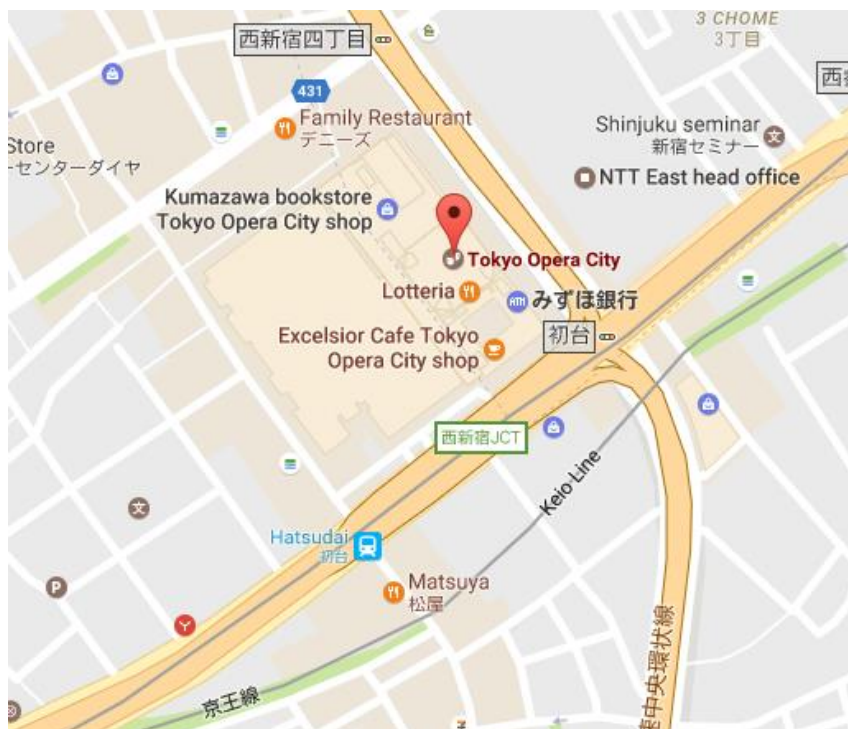 3 CHOME
3丁目
西新宿四丁目
西
431
Family Restaurant
デニーズ
Shinjuku seminar
新宿セミナー
Store
ーセンターダイヤ
NTT East head office
Kumazawa bookstore
Tokyo Opera City shop
Tokyo Opera City
Lotteria
ATM
みずほ銀行
初台
Excelsior Cafe Tokyo
Opera City shop
西新宿JCT
文
文
Keio Line
Hatsudai
初台
P
Matsuya
松屋
京王線
中央環状線